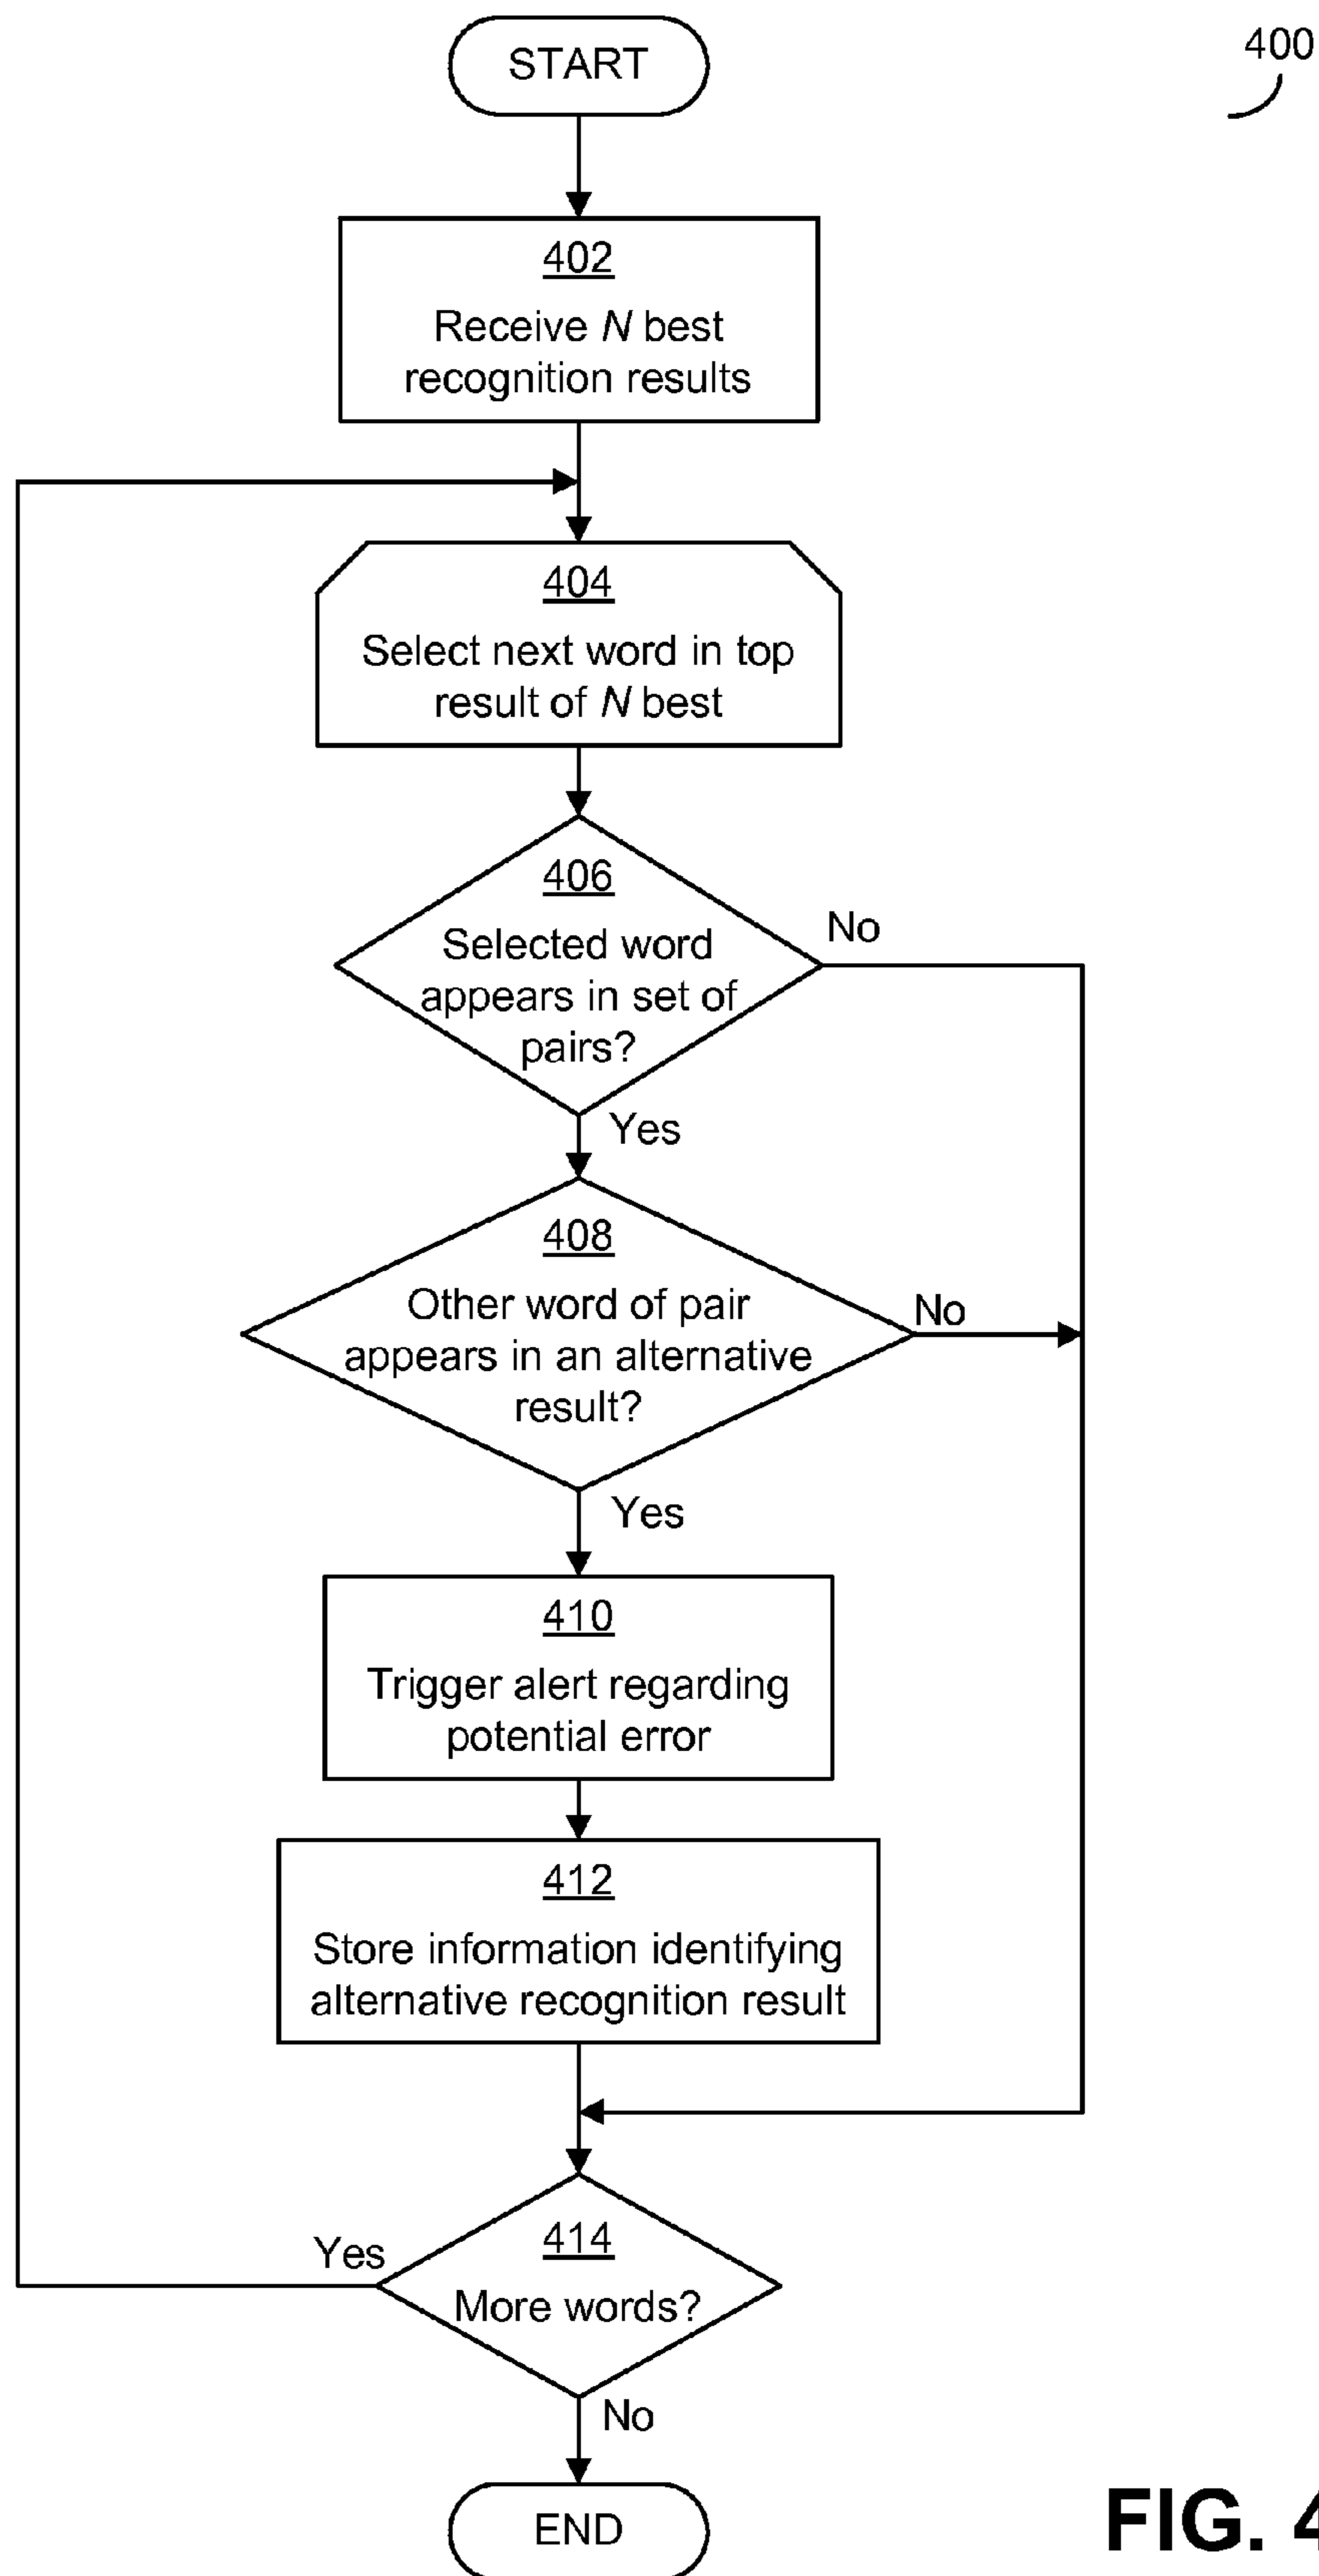 START
400
402
Receive N best
recognition results
404
Select next word in top
result of N best
406
Selected word
appears in set of
pairs?
No
Yes
408
Other word of pair
appears in an alternative
result?
No
Yes
410
Trigger alert regarding
potential error
412
Store information identifying
alternative recognition result
414
More words?
Yes
No
END
FIG. 4